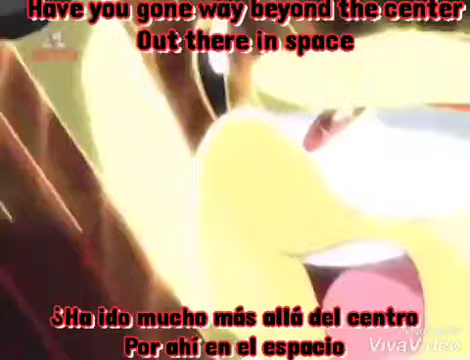 Have you gone way beyond the center
Out there in space
¿Ha ido mucho más allá del centro
Por ahí en el espacio
VivaVideo